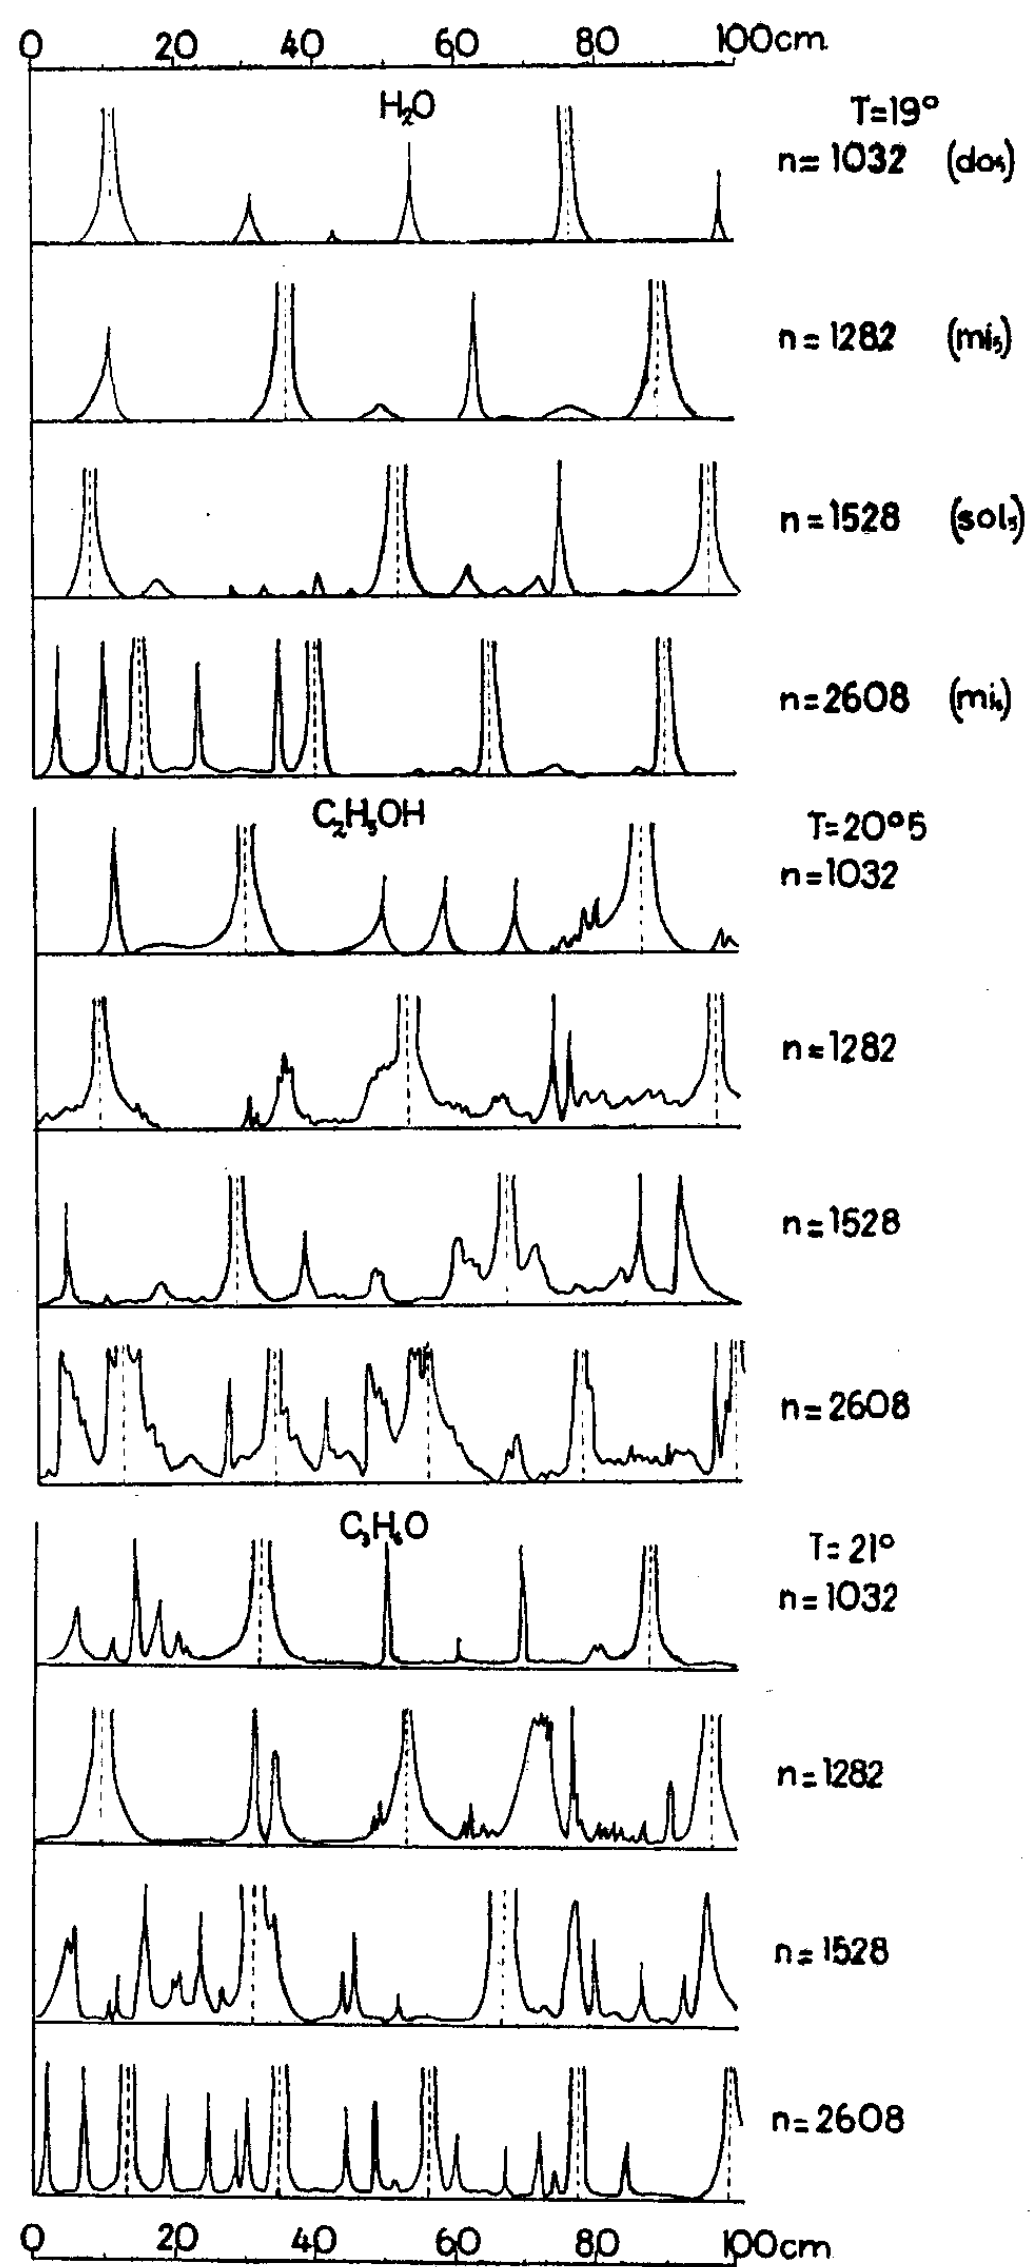 0 20 40 60 80 100cm
H₂O T=19°
n=1032 (do₅)
n=1282 (mi₅)
n=1528 (sol₅)
n=2608 (mi₆)
C₂H₅OH T=20°5
n=1032
n=1282
n=1528
n=2608
C₃H₆O T=21°
n=1032
n=1282
n=1528
n=2608
0 20 40 60 80 100cm